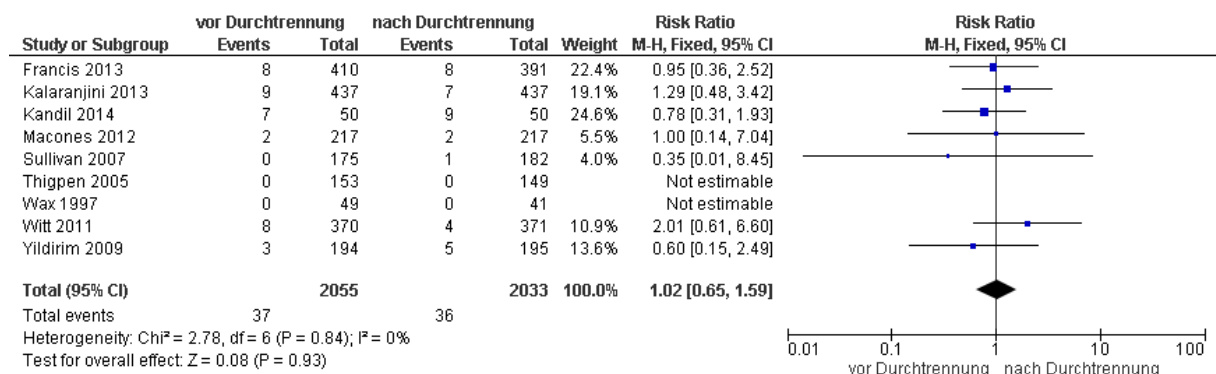 vor Durchtrennung nach Durchtrennung Risk Ratio Risk Ratio
Study or Subgroup Events Total Events Total Weight M-H, Fixed, 95% CI M-H, Fixed, 95% CI
Francis 2013 8 410 8 391 22.4% 0.95 [0.36, 2.52]
Kalaranjini 2013 9 437 7 437 19.1% 1.29 [0.48, 3.42]
Kandil 2014 7 50 9 50 24.6% 0.78 [0.31, 1.93]
Macones 2012 2 217 2 217 5.5% 1.00 [0.14, 7.04]
Sullivan 2007 0 175 1 182 4.0% 0.35 [0.01, 8.45]
Thigpen 2005 0 153 0 149 Not estimable
Wax 1997 0 49 0 41 Not estimable
Witt 2011 8 370 4 371 10.9% 2.01 [0.61, 6.60]
Yildirim 2009 3 194 5 195 13.6% 0.60 [0.15, 2.49]
Total (95% CI) 2055 2033 100.0% 1.02 [0.65, 1.59]
Total events 37 36
Heterogeneity: Chi² = 2.78, df = 6 (P = 0.84); I² = 0%
Test for overall effect: Z = 0.08 (P = 0.93)
0.01 0.1 1 10 100
vor Durchtrennung nach Durchtrennung